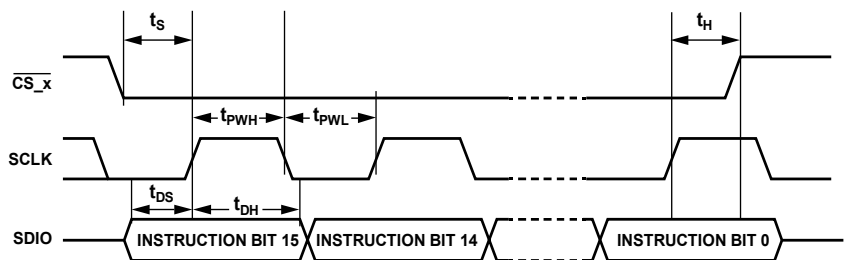 tS
tH
CS_x
tPWH
tPWL
SCLK
tDS
tDH
SDIO
INSTRUCTION BIT 15
INSTRUCTION BIT 14
INSTRUCTION BIT 0